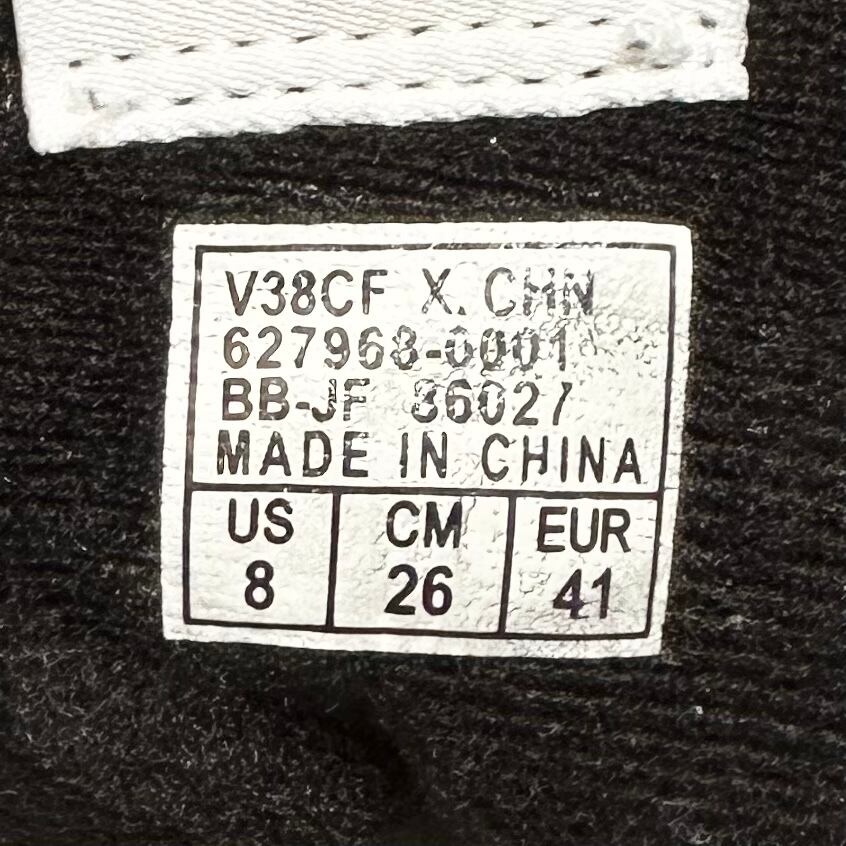 V38CF X. CHN
627968-0001
BB-JF 36027
MADE IN CHINA
US CM EUR
8 26 41